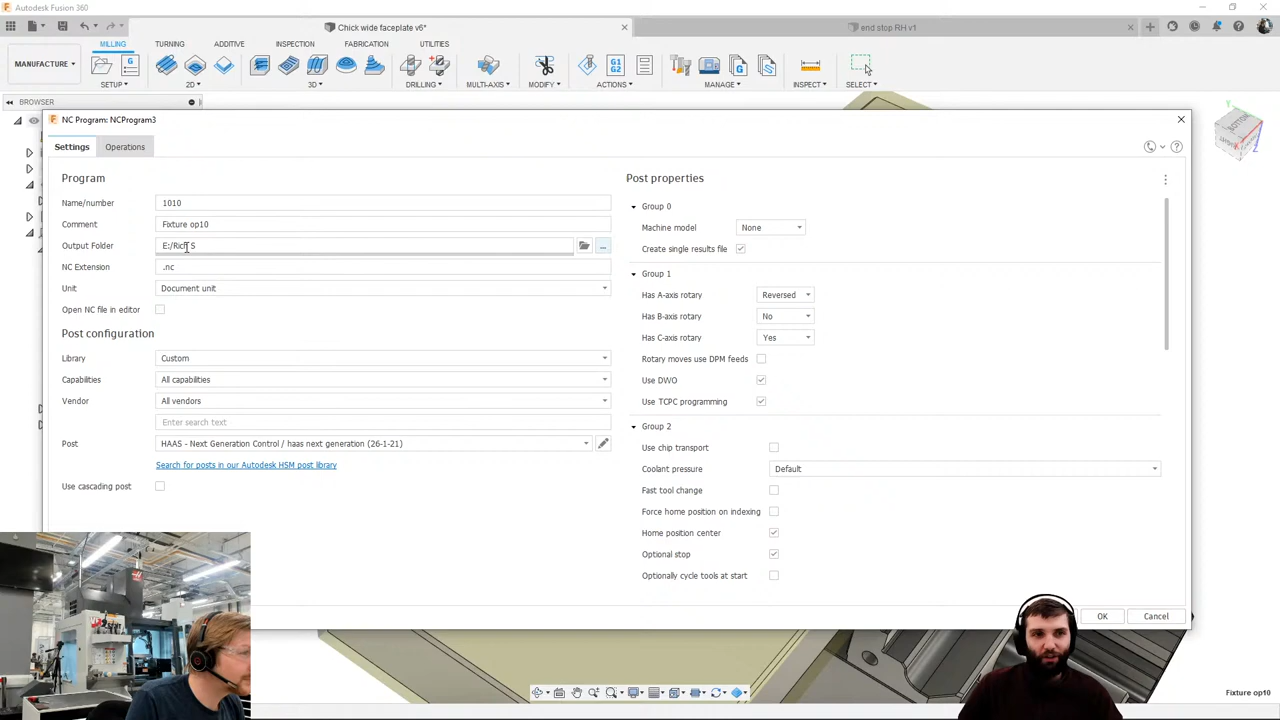 Autodesk Fusion 360
Chick wide faceplate v6*
end stop RH v1
MILLING TURNING ADDITIVE INSPECTION FABRICATION UTILITIES
MANUFACTURE
G1
G2
SETUP 2D 3D DRILLING MULTI-AXIS MODIFY ACTIONS MANAGE INSPECT SELECT
BROWSER
NC Program: NCProgram3
Settings Operations
Program
Name/number 1010
Comment Fixture op10
Output Folder E:/Rich S
NC Extension .nc
Unit Document unit
Open NC file in editor
Post configuration
Library Custom
Capabilities All capabilities
Vendor All vendors
Enter search text
Post HAAS - Next Generation Control / haas next generation (26-1-21)
Search for posts in our Autodesk HSM post library
Use cascading post
Post properties
Group 0
Machine model None
Create single results file
Group 1
Has A-axis rotary Reversed
Has B-axis rotary No
Has C-axis rotary Yes
Rotary moves use DPM feeds
Use DWO
Use TCPC programming
Group 2
Use chip transport
Coolant pressure Default
Fast tool change
Force home position on indexing
Home position center
Optional stop
Optionally cycle tools at start
OK Cancel
BOTTOM
Fixture op10